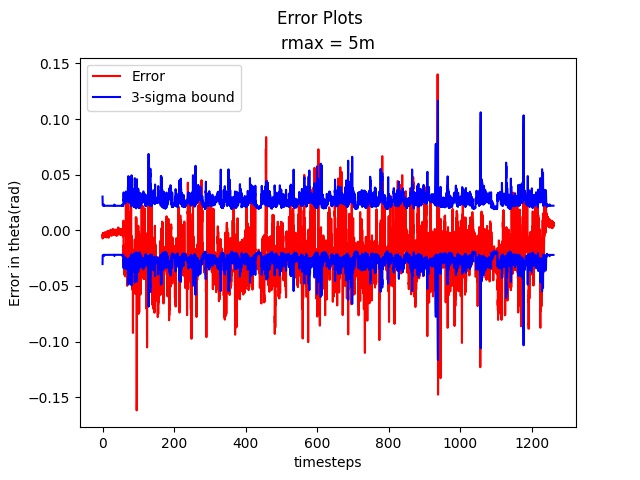 Error Plots
rmax = 5m
0.15
0.10
0.05
0.00
−0.05
−0.10
−0.15
Error in theta(rad)
Error
3-sigma bound
0 200 400 600 800 1000 1200
timesteps